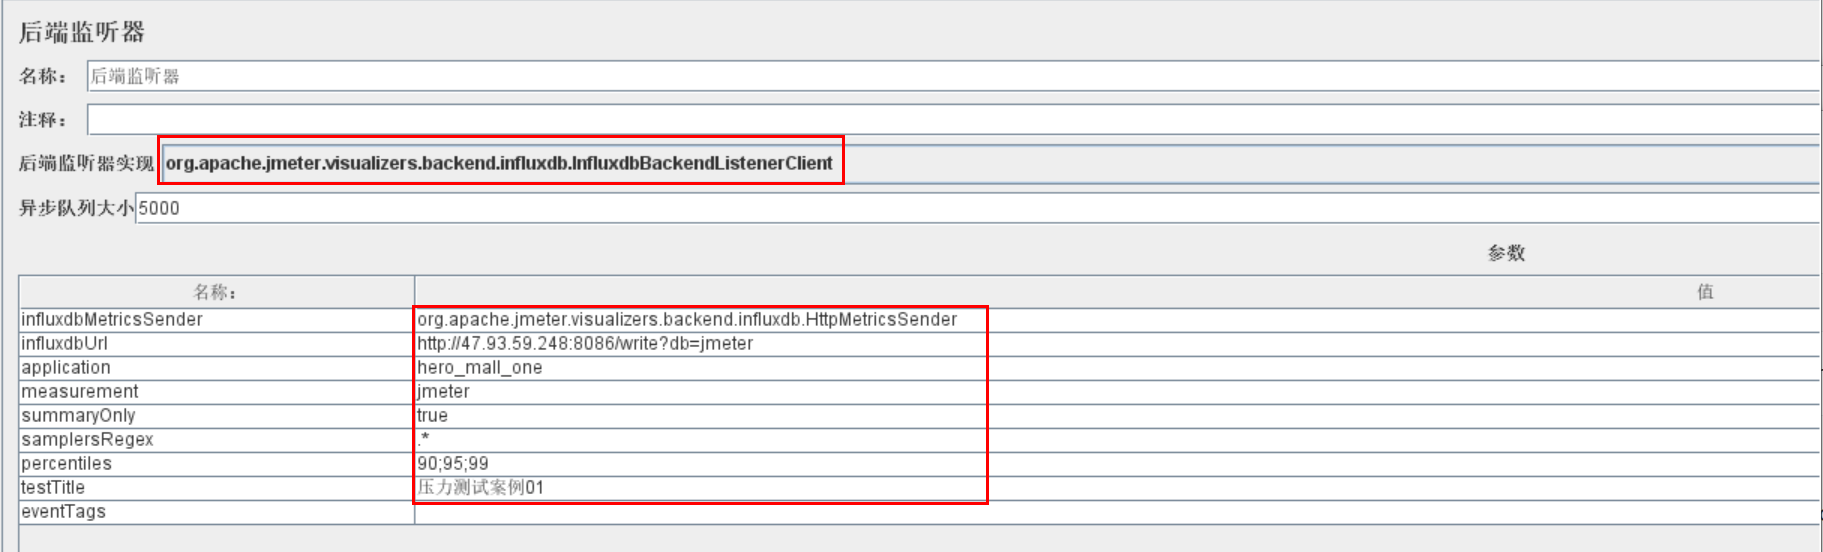 后端监听器
名称： 后端监听器
注释：
后端监听器实现 org.apache.jmeter.visualizers.backend.influxdb.InfluxdbBackendListenerClient
异步队列大小 5000
参数
名称： 值
influxdbMetricsSender org.apache.jmeter.visualizers.backend.influxdb.HttpMetricsSender
influxdbUrl http://47.93.59.248:8086/write?db=jmeter
application hero_mall_one
measurement jmeter
summaryOnly true
samplersRegex .*
percentiles 90;95;99
testTitle 压力测试案例01
eventTags